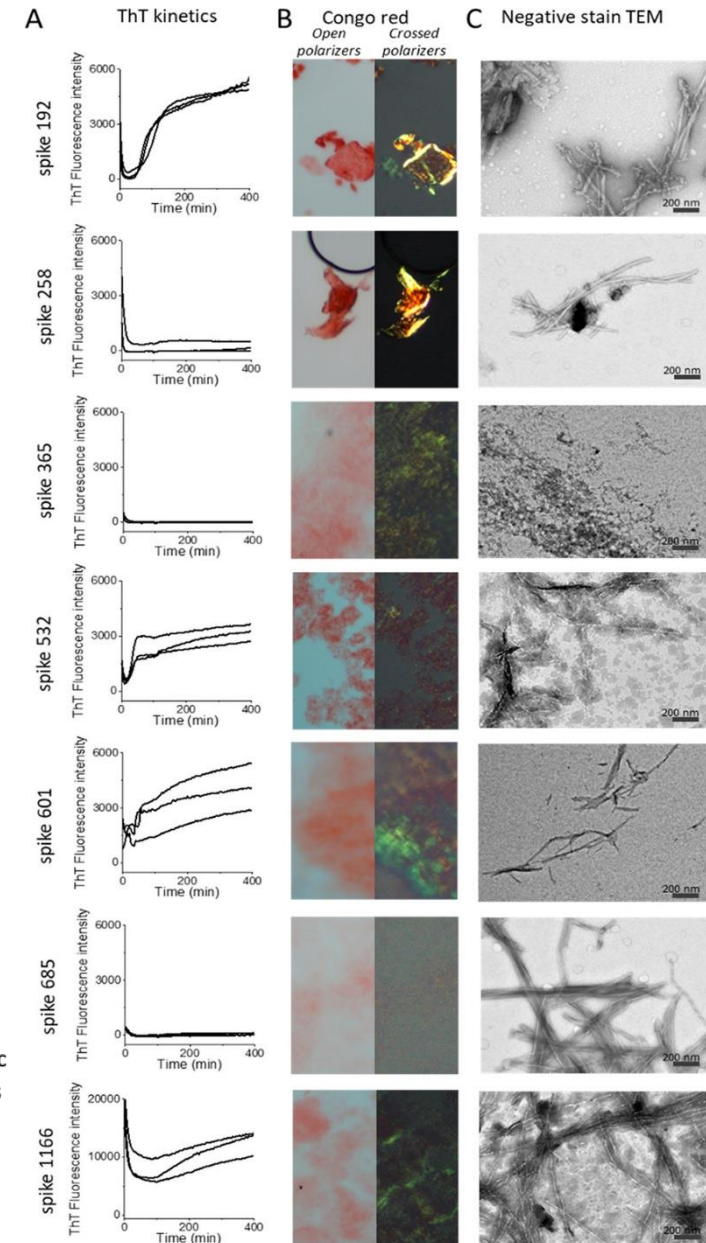 A ThT kinetics B Congo red C Negative stain TEM
Open polarizers Crossed polarizers
spike 192
ThT Fluorescence intensity
6000
3000
0
0 200 400
Time (min)
200 nm
spike 258
ThT Fluorescence intensity
6000
3000
0
0 200 400
Time (min)
200 nm
spike 365
ThT Fluorescence intensity
6000
3000
0
0 200 400
Time (min)
200 nm
spike 532
ThT Fluorescence intensity
6000
3000
0
0 200 400
Time (min)
200 nm
spike 601
ThT Fluorescence intensity
6000
3000
0
0 200 400
Time (min)
200 nm
spike 685
ThT Fluorescence intensity
6000
3000
0
0 200 400
Time (min)
200 nm
c
spike 1166
ThT Fluorescence intensity
20000
10000
0
0 200 400
Time (min)
200 nm